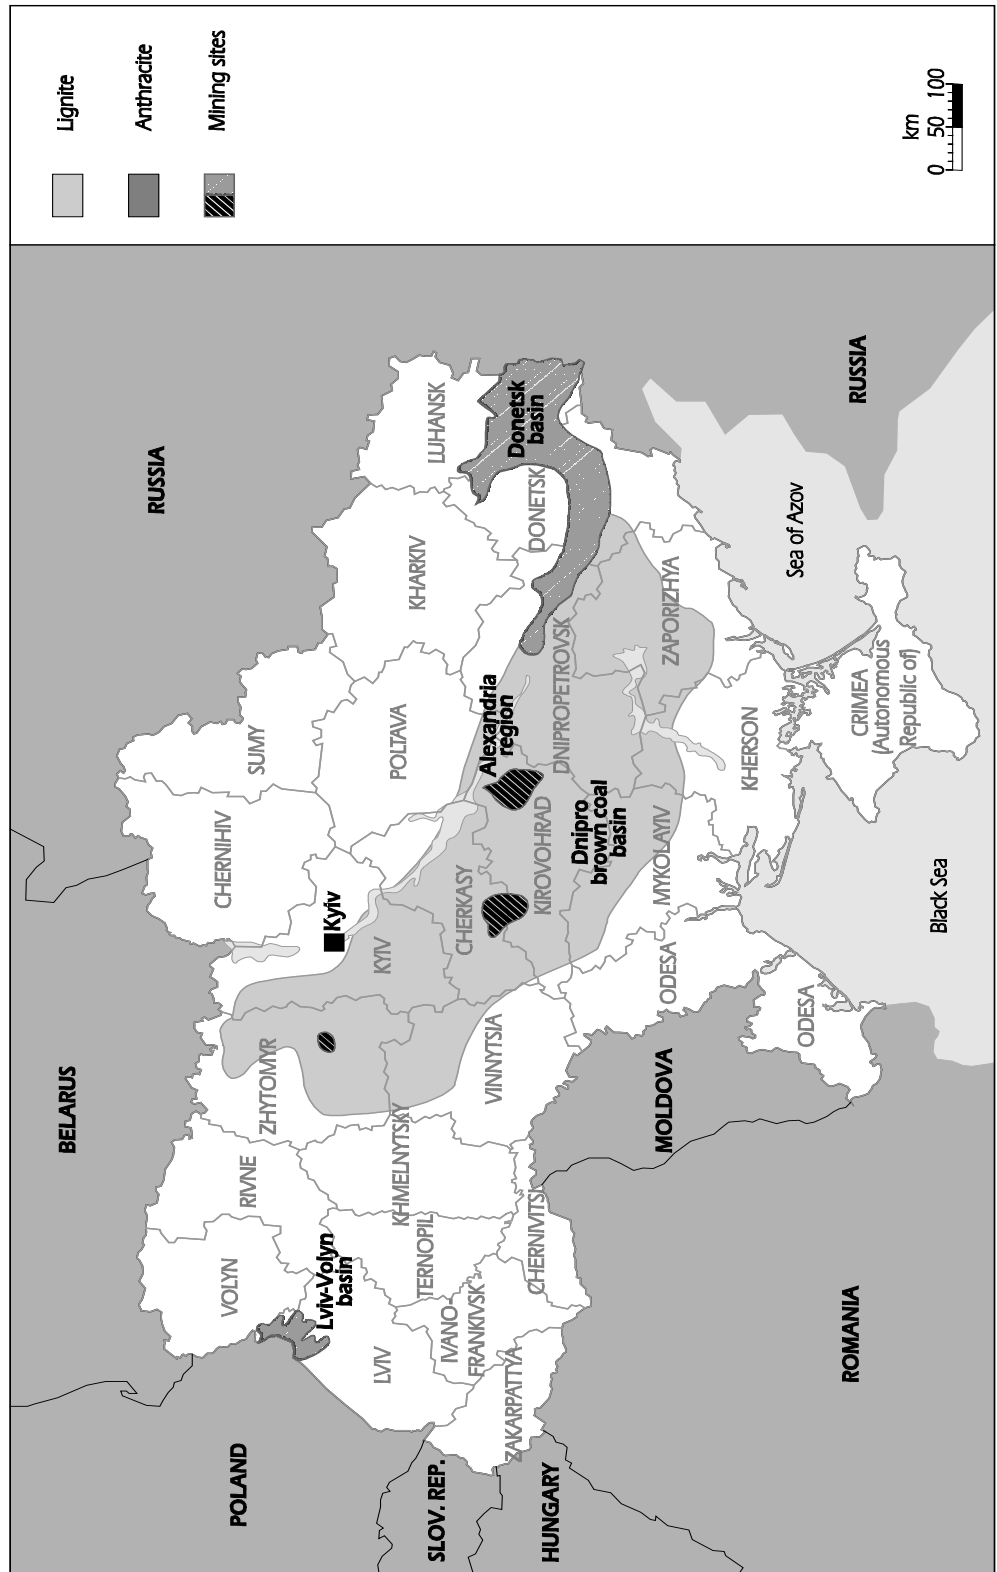 Lignite
Anthracite
Mining sites
km
0 50 100
RUSSIA
BELARUS
POLAND
SLOV. REP.
HUNGARY
ROMANIA
MOLDOVA
RUSSIA
Sea of Azov
Black Sea
VOLYN
RIVNE
ZHYTOMYR
CHERNIHIV
SUMY
Kyiv
KYIV
Lviv-Volyn
basin
LVIV
TERNOPIL
KHMELNYTSKY
IVANO-
FRANKIVSK
ZAKARPATTYA
CHERNIVITSI
VINNYTSIA
CHERKASY
POLTAVA
KHARKIV
LUHANSK
Donetsk
basin
DONETSK
Alexandria
region
KIROVOHRAD
DNIPROPETROVSK
Dnipro
brown coal
basin
ZAPORIZHYA
MYKOLAYIV
ODESA
KHERSON
ODESA
CRIMEA
(Autonomous
Republic of)